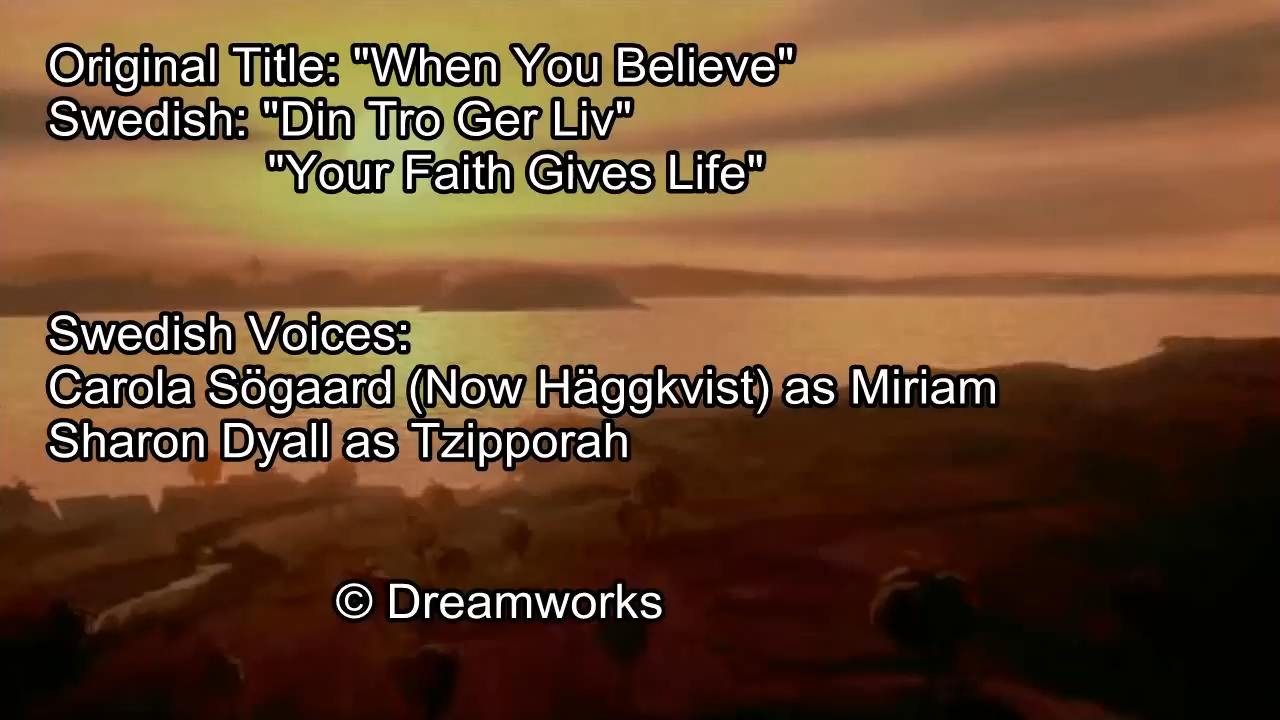 Original Title: "When You Believe"
Swedish: "Din Tro Ger Liv"
"Your Faith Gives Life"
Swedish Voices:
Carola Sögaard (Now Häggkvist) as Miriam
Sharon Dyall as Tzipporah
© Dreamworks